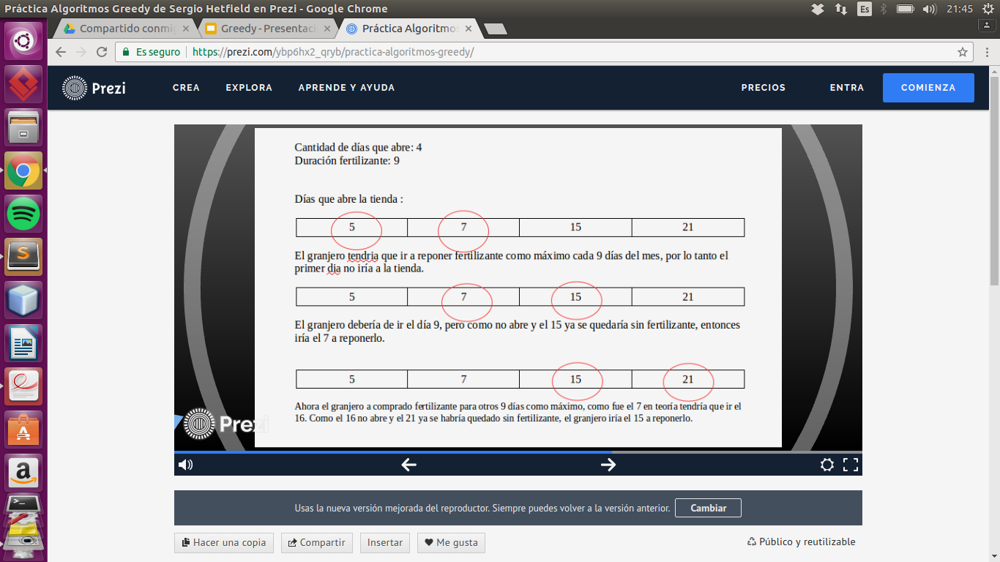 Práctica Algoritmos Greedy de Sergio Hetfield en Prezi - Google Chrome
Es
21:45
Compartido conmi
Greedy - Presentaci
Práctica Algoritmo
Es seguro
https://prezi.com/ybp6hx2_qryb/practica-algoritmos-greedy/
Prezi
CREA
EXPLORA
APRENDE Y AYUDA
PRECIOS
ENTRA
COMIENZA
Cantidad de días que abre: 4
Duración fertilizante: 9
Días que abre la tienda :
5 7 15 21
El granjero tendria que ir a reponer fertilizante como máximo cada 9 días del mes, por lo tanto el
primer dia no iría a la tienda.
5 7 15 21
El granjero debería de ir el día 9, pero como no abre y el 15 ya se quedaría sin fertilizante, entonces
iría el 7 a reponerlo.
5 7 15 21
Ahora el granjero a comprado fertilizante para otros 9 días como máximo, como fue el 7 en teoría tendría que ir el
16. Como el 16 no abre y el 21 ya se habría quedado sin fertilizante, el granjero iría el 15 a reponerlo.
Prezi
Usas la nueva versión mejorada del reproductor. Siempre puedes volver a la versión anterior.
Cambiar
Hacer una copia
Compartir
Insertar
Me gusta
Público y reutilizable